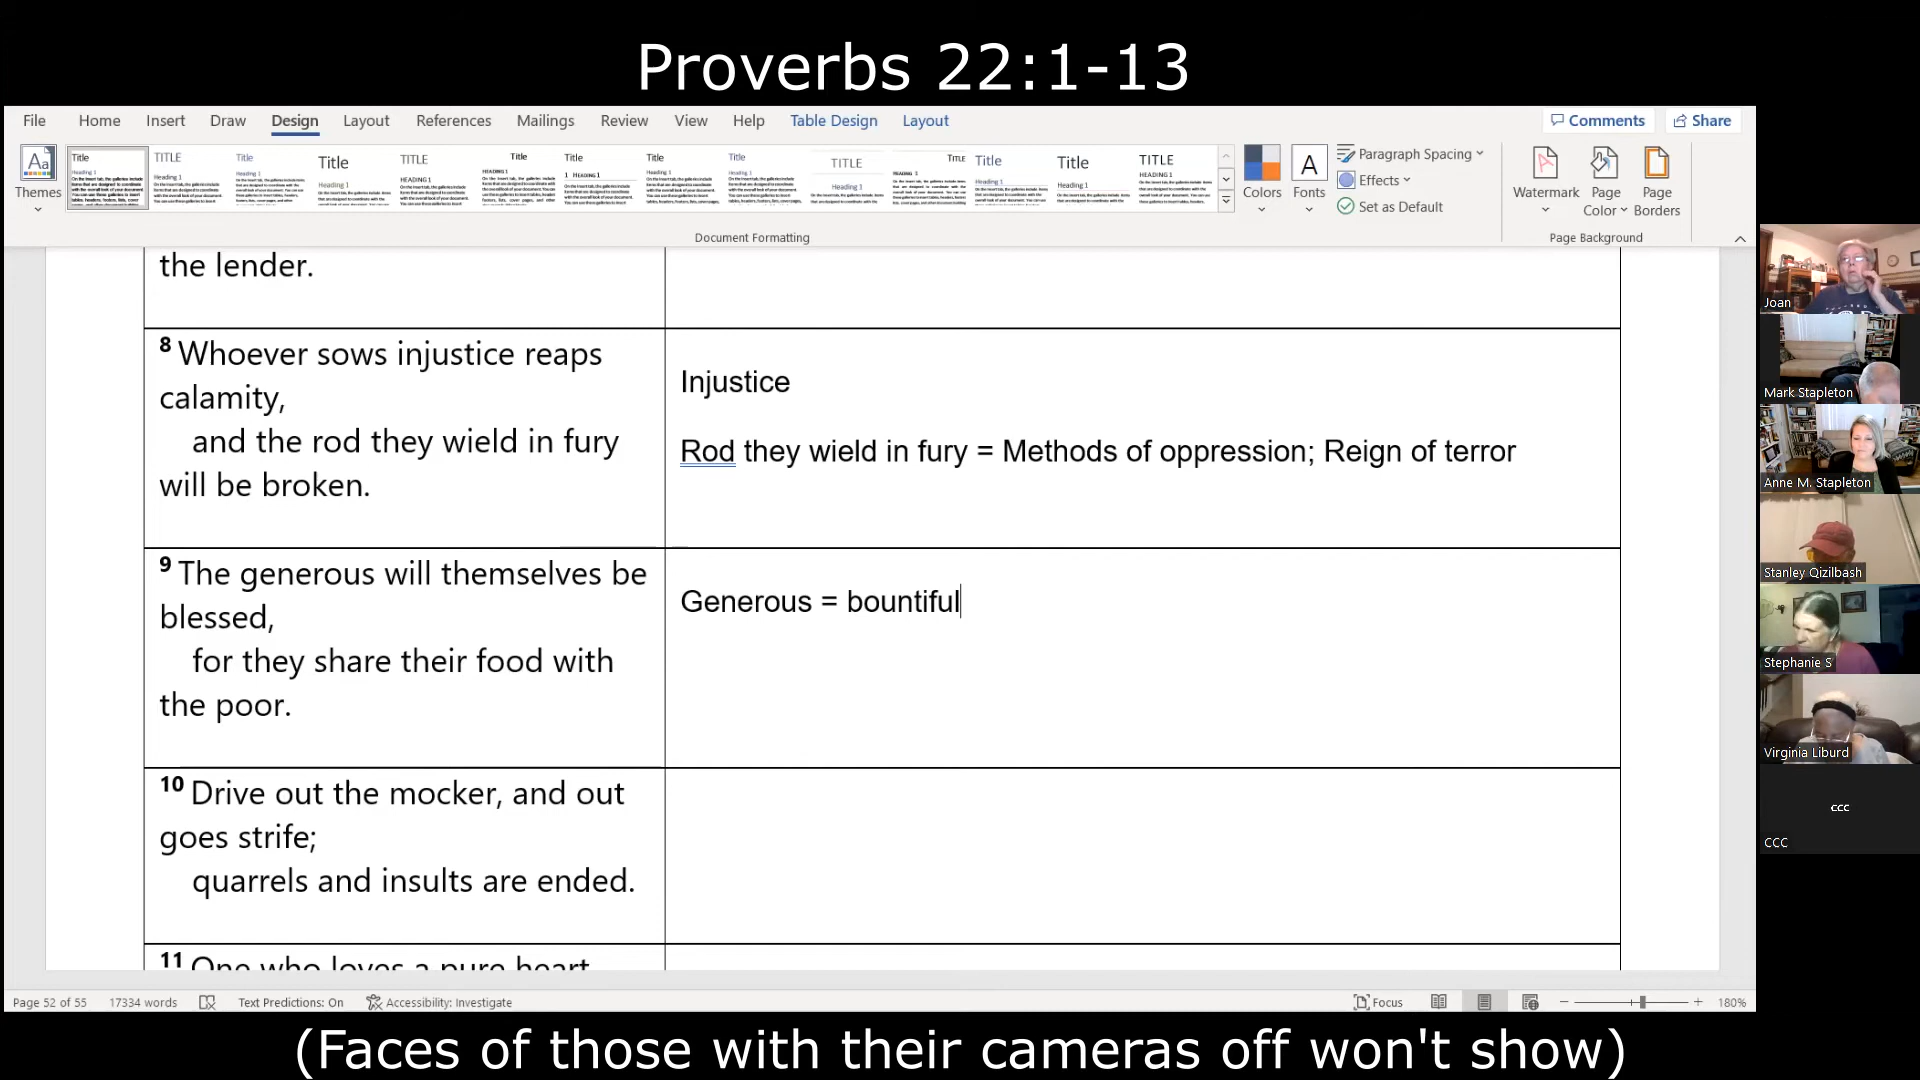 Proverbs 22:1-13
File Home Insert Draw Design Layout References Mailings Review View Help Table Design Layout Comments Share
Themes
Colors
Fonts
Paragraph Spacing
Effects
Set as Default
Watermark
Page Color
Page Borders
Document Formatting
Page Background
the lender.
8 Whoever sows injustice reaps
calamity,
and the rod they wield in fury
will be broken.
Injustice
Rod they wield in fury = Methods of oppression; Reign of terror
9 The generous will themselves be
blessed,
for they share their food with
the poor.
Generous = bountiful
10 Drive out the mocker, and out
goes strife;
quarrels and insults are ended.
11 One who loves a pure heart
Joan
Mark Stapleton
Anne M. Stapleton
Stanley Qizilbash
Stephanie S
Virginia Liburd
CCC
CCC
Page 52 of 55 17334 words Text Predictions: On Accessibility: Investigate Focus 180%
(Faces of those with their cameras off won't show)